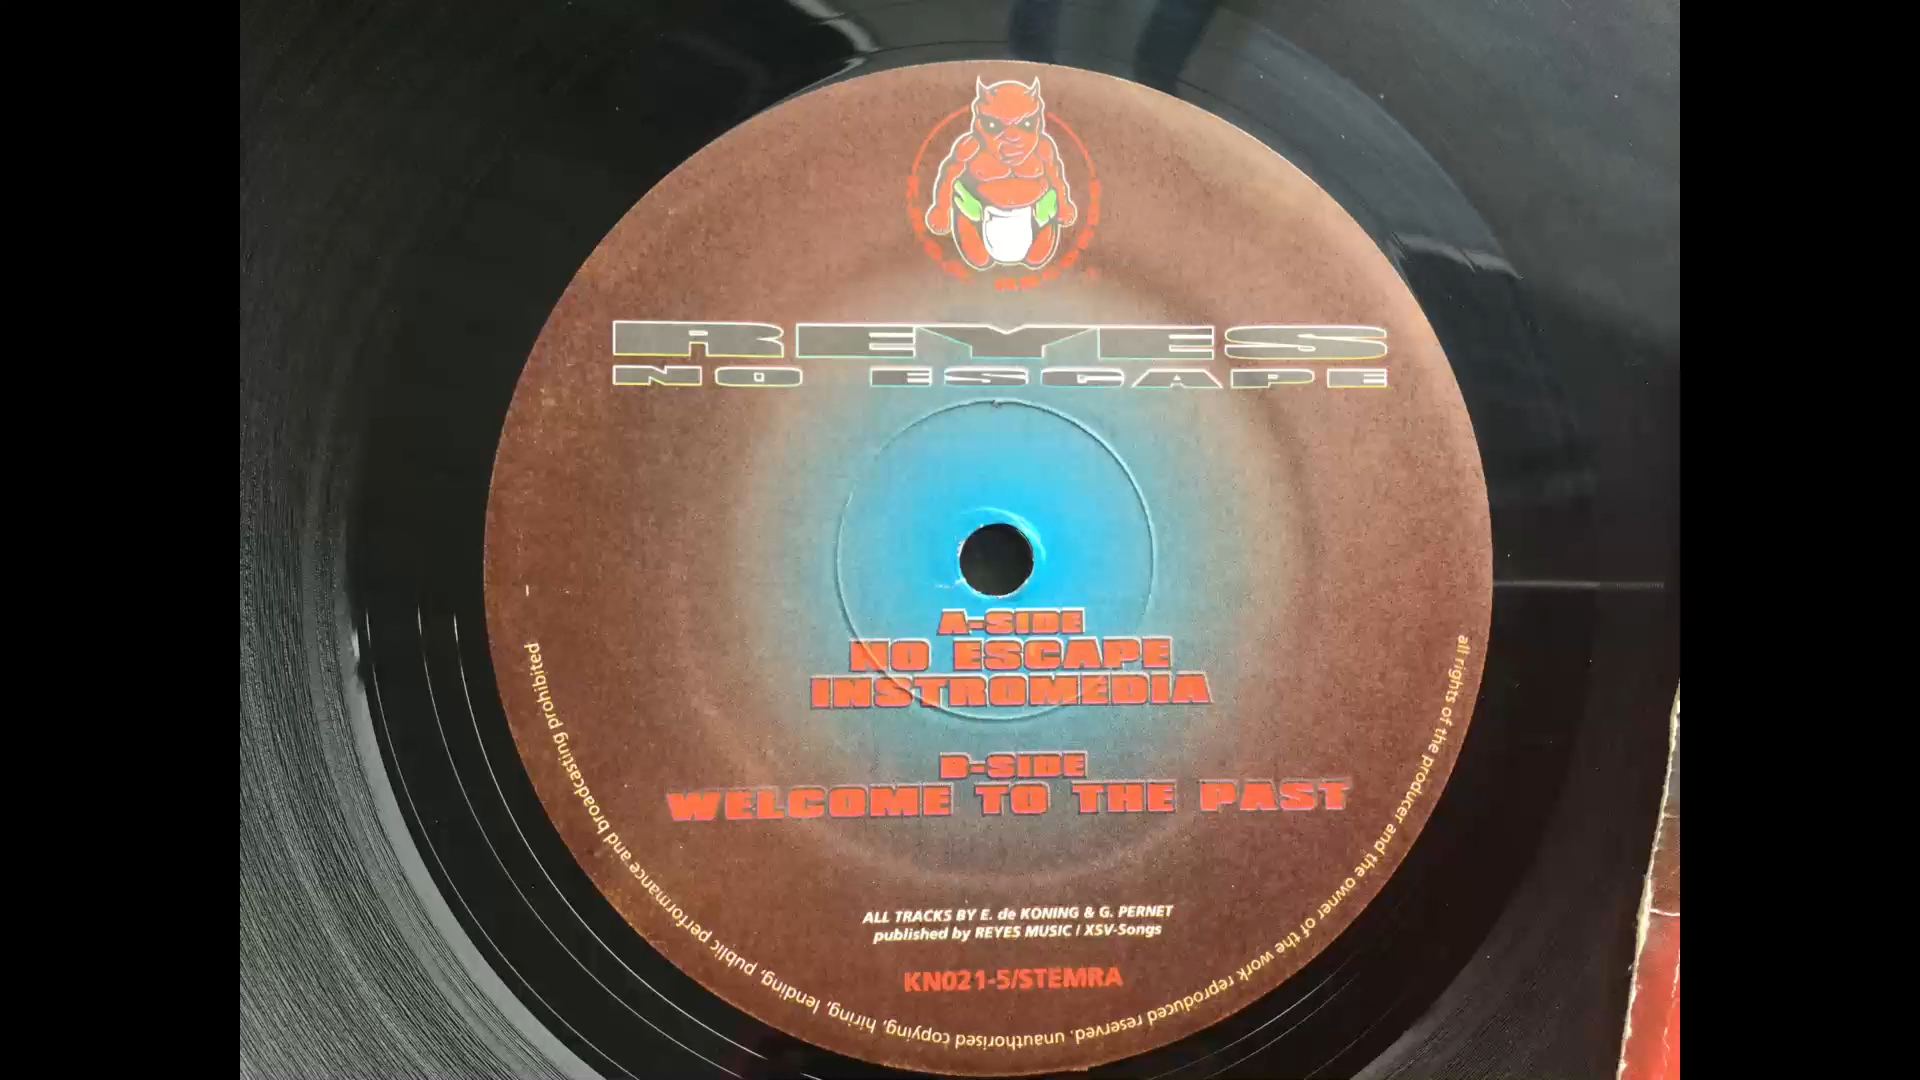 REYES
NO ESCAPE
A-SIDE
NO ESCAPE
INSTROMEDIA
B-SIDE
WELCOME TO THE PAST
ALL TRACKS BY E. de KONING & G. PERNET
published by REYES MUSIC / XSV-Songs
KN021-5/STEMRA
all rights of the producer and the owner of the work reproduced reserved. unauthorised copying, hiring, lending, public performance and broadcasting prohibited